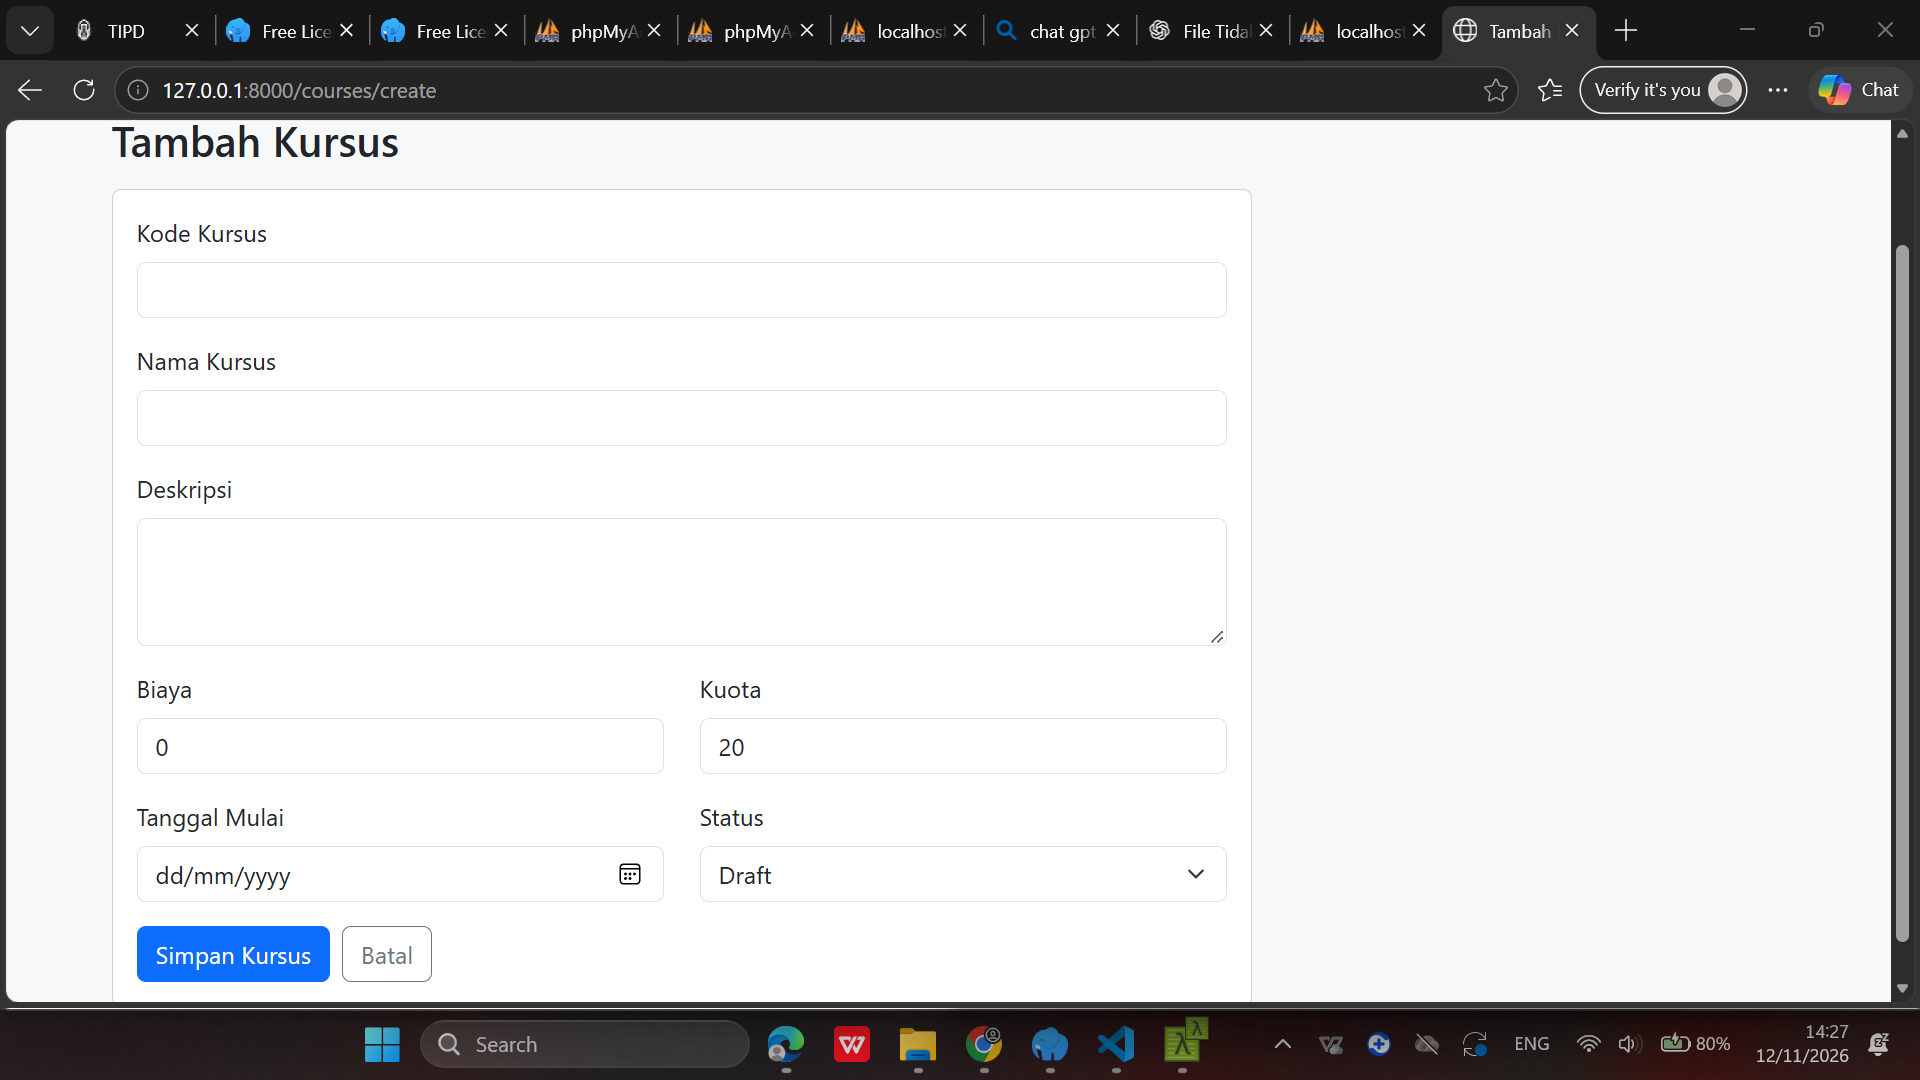 TIPD
Free Lice
Free Lice
phpMyA
phpMyA
localhost
chat gpt
File Tidal
localhost
Tambah
127.0.0.1:8000/courses/create
Verify it's you
Chat
Tambah Kursus
Kode Kursus
Nama Kursus
Deskripsi
Biaya
Kuota
0
20
Tanggal Mulai
Status
dd/mm/yyyy
Draft
Simpan Kursus
Batal
Search
ENG
80%
14:27
12/11/2026